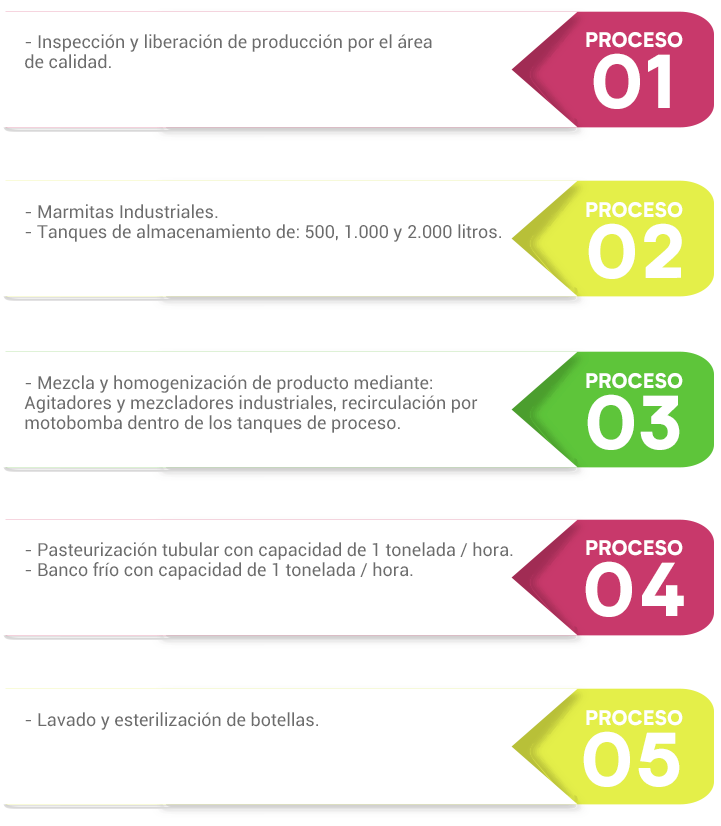 - Inspección y liberación de producción por el área
de calidad.
PROCESO
01
- Marmitas Industriales.
- Tanques de almacenamiento de: 500, 1.000 y 2.000 litros.
PROCESO
02
- Mezcla y homogenización de producto mediante:
Agitadores y mezcladores industriales, recirculación por
motobomba dentro de los tanques de proceso.
PROCESO
03
- Pasteurización tubular con capacidad de 1 tonelada / hora.
- Banco frío con capacidad de 1 tonelada / hora.
PROCESO
04
- Lavado y esterilización de botellas.
PROCESO
05